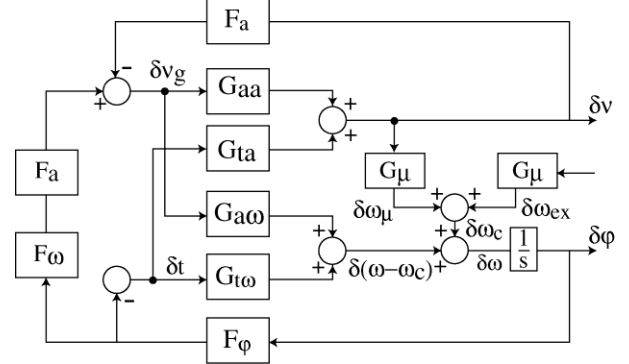 Fa
-
δνg
+
Gaa
+
+
δν
Gta
Fa
Gμ
Gμ
δωμ
+
+
δωex
Gaω
+
δωc
+
Fω
δt
Gtω
+
δ(ω−ωc)
+
δω
1
s
δφ
-
Fφ